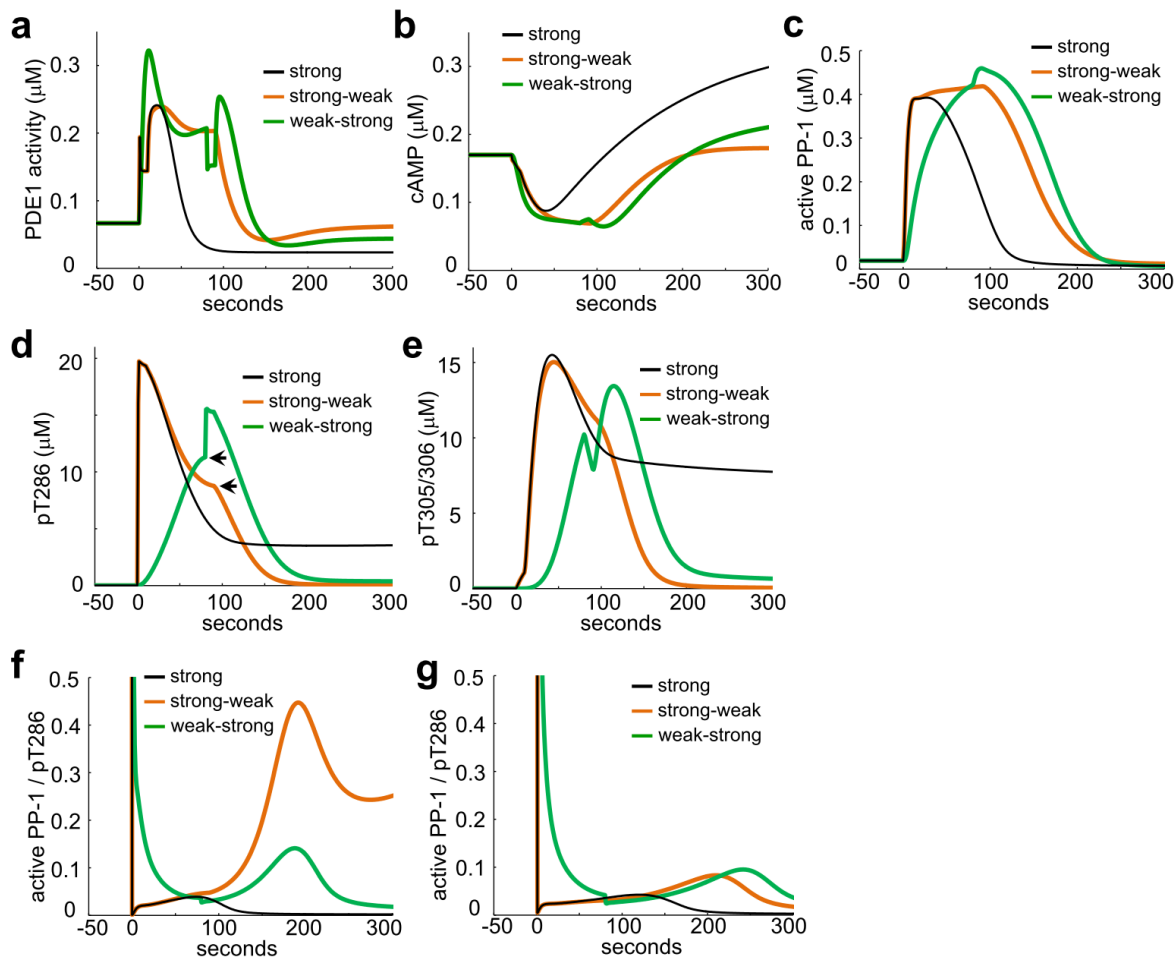 a
PDE1 activity (µM)
0.3
0.2
0.1
0
-50 0 100 200 300
seconds
strong
strong-weak
weak-strong
b
cAMP (µM)
0.3
0.2
0.1
0
-50 0 100 200 300
seconds
strong
strong-weak
weak-strong
c
active PP-1 (µM)
0.5
0.4
0.3
0.2
0.1
0
-50 0 100 200 300
seconds
strong
strong-weak
weak-strong
d
pT286 (µM)
20
10
0
-50 0 100 200 300
seconds
strong
strong-weak
weak-strong
e
pT305/306 (µM)
15
10
5
0
-50 0 100 200 300
seconds
strong
strong-weak
weak-strong
f
active PP-1 / pT286
0.5
0.4
0.3
0.2
0.1
0
-50 0 100 200 300
seconds
strong
strong-weak
weak-strong
g
active PP-1 / pT286
0.5
0.4
0.3
0.2
0.1
0
-50 0 100 200 300
seconds
strong
strong-weak
weak-strong